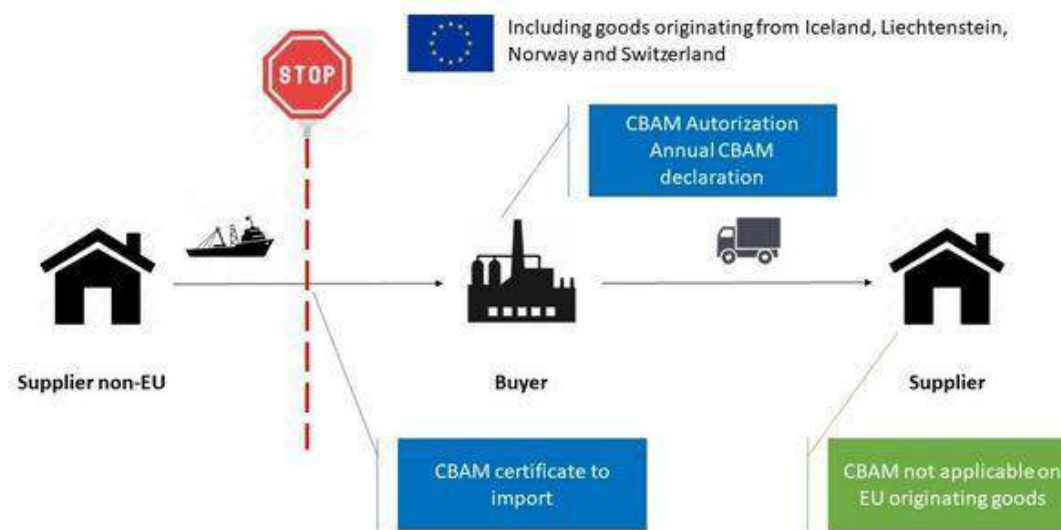 Including goods originating from Iceland, Liechtenstein,
Norway and Switzerland
STOP
CBAM Autorization
Annual CBAM
declaration
Supplier non-EU
Buyer
Supplier
CBAM certificate to
import
CBAM not applicable on
EU originating goods